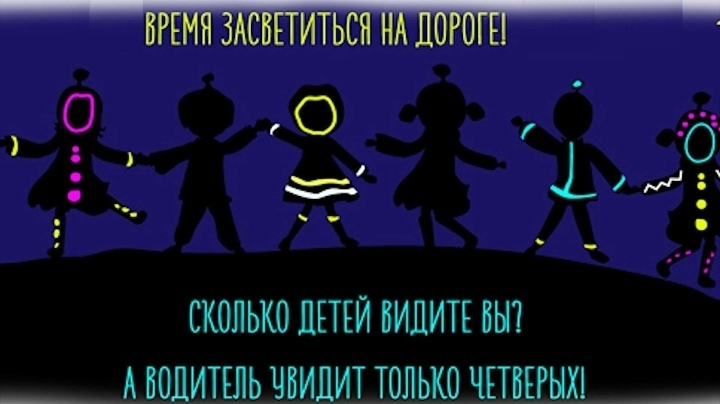 ВРЕМЯ ЗАСВЕТИТЬСЯ НА ДОРОГЕ!
СКОЛЬКО ДЕТЕЙ ВИДИТЕ ВЫ?
А ВОДИТЕЛЬ УВИДИТ ТОЛЬКО ЧЕТВЕРЫХ!